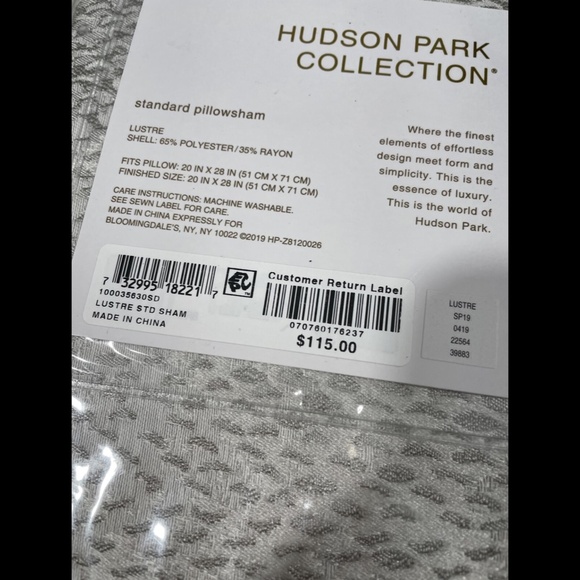 HUDSON PARK
COLLECTION®
standard pillowsham
LUSTRE
SHELL: 65% POLYESTER/35% RAYON
FITS PILLOW: 20 IN X 28 IN (51 CM X 71 CM)
FINISHED SIZE: 20 IN X 28 IN (51 CM X 71 CM)
CARE INSTRUCTIONS: MACHINE WASHABLE.
SEE SEWN LABEL FOR CARE.
MADE IN CHINA EXPRESSLY FOR
BLOOMINGDALE'S, NY, NY 10022 ©2019 HP-Z8120026
Where the finest
elements of effortless
design meet form and
simplicity. This is the
essence of luxury.
This is the world of
Hudson Park.
7 32995 18221 7
100035630SD
LUSTRE STD SHAM
MADE IN CHINA
Customer Return Label
070760176237
$115.00
LUSTRE
SP19
0419
22564
39883